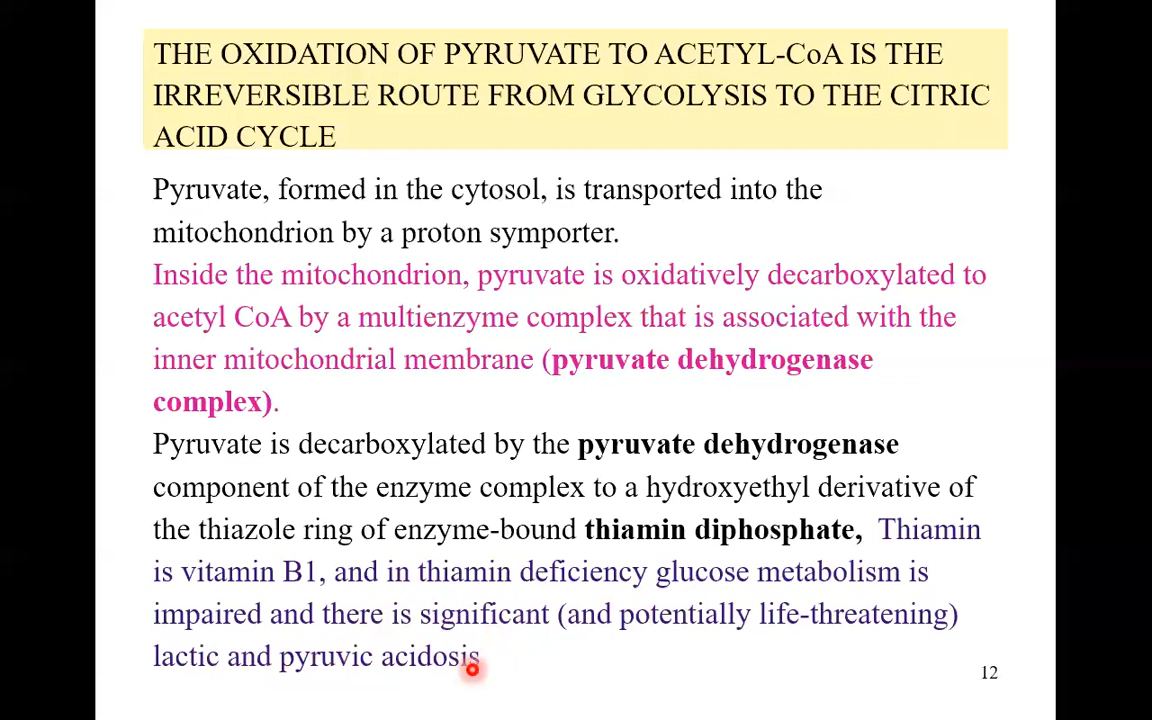 THE OXIDATION OF PYRUVATE TO ACETYL-CoA IS THE
IRREVERSIBLE ROUTE FROM GLYCOLYSIS TO THE CITRIC
ACID CYCLE
Pyruvate, formed in the cytosol, is transported into the
mitochondrion by a proton symporter.
Inside the mitochondrion, pyruvate is oxidatively decarboxylated to
acetyl CoA by a multienzyme complex that is associated with the
inner mitochondrial membrane (pyruvate dehydrogenase
complex).
Pyruvate is decarboxylated by the pyruvate dehydrogenase
component of the enzyme complex to a hydroxyethyl derivative of
the thiazole ring of enzyme-bound thiamin diphosphate, Thiamin
is vitamin B1, and in thiamin deficiency glucose metabolism is
impaired and there is significant (and potentially life-threatening)
lactic and pyruvic acidosis
12